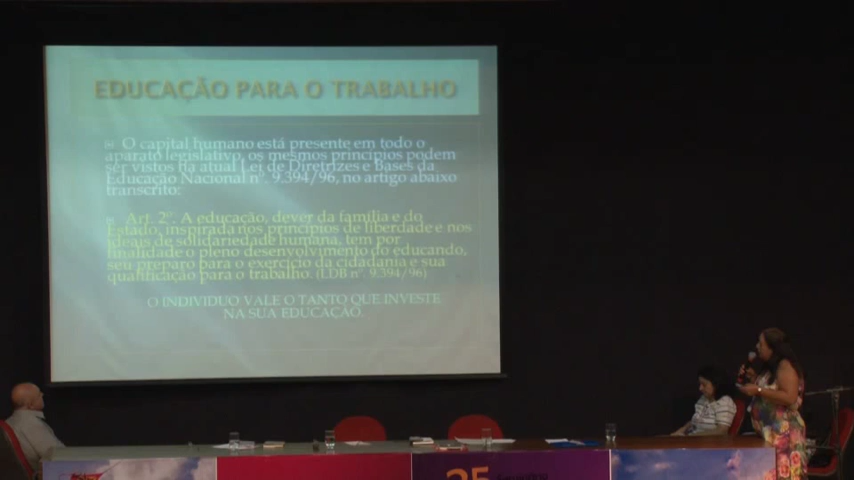 EDUCAÇÃO PARA O TRABALHO
O capital humano está presente em todo o
aparato legislativo, os mesmos princípios podem
ser vistos na atual Lei de Diretrizes e Bases da
Educação Nacional nº. 9.394/96, no artigo abaixo
transcrito:
Art. 2º. A educação, dever da família e do
Estado, inspirada nos princípios de liberdade e nos
ideais de solidariedade humana, tem por
finalidade o pleno desenvolvimento do educando,
seu preparo para o exercício da cidadania e sua
qualificação para o trabalho. (LDB nº. 9.394/96)
O INDIVIDUO VALE O TANTO QUE INVESTE
NA SUA EDUCAÇÃO.
25